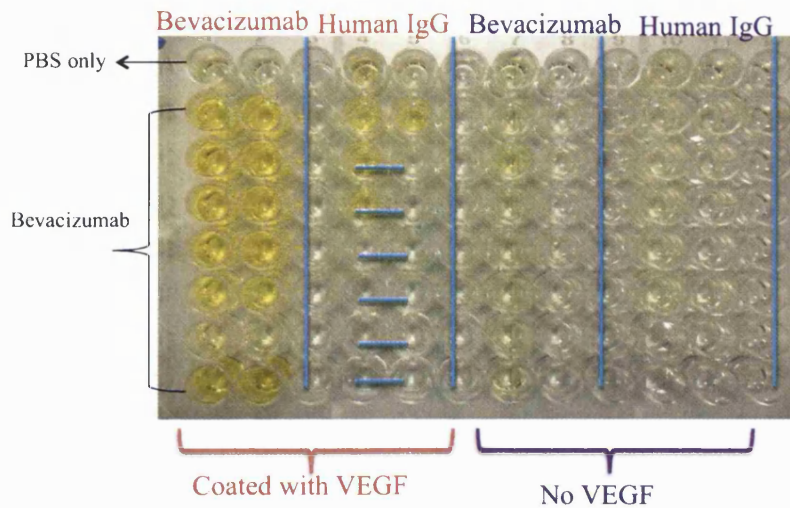 Bevacizumab Human IgG Bevacizumab Human IgG
PBS only
Bevacizumab
Coated with VEGF
No VEGF